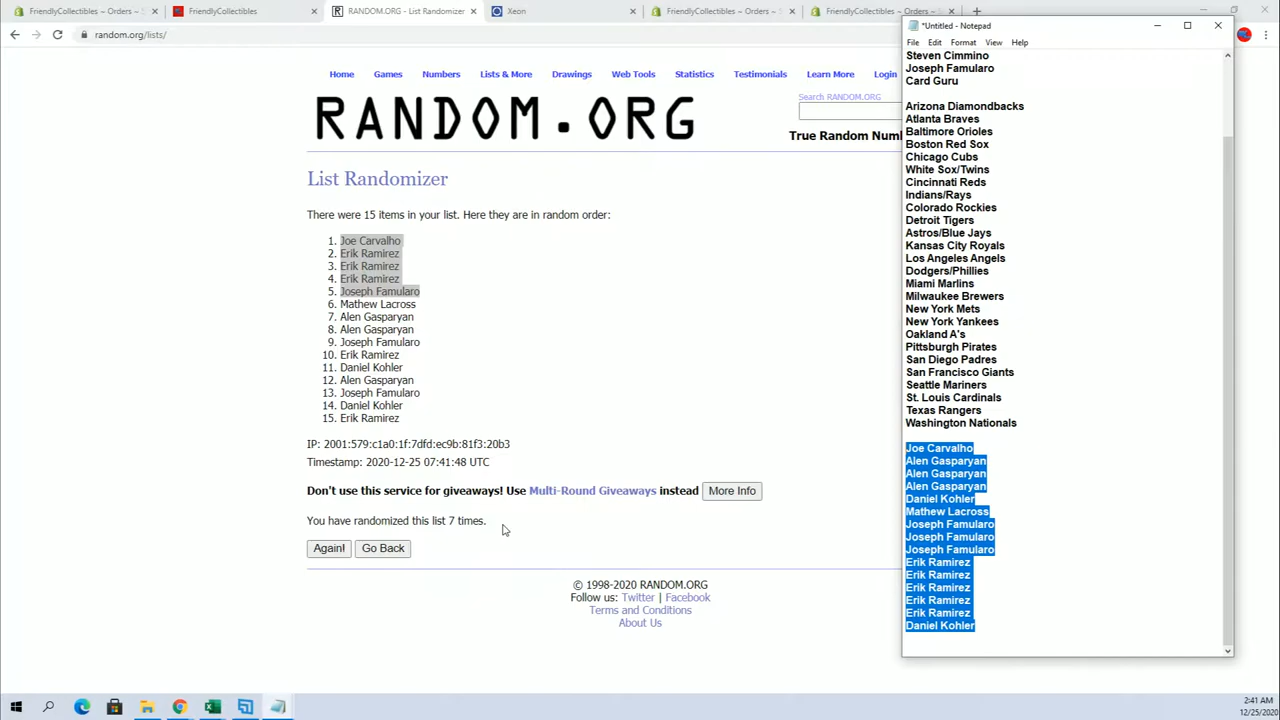 FriendlyCollectibles – Orders – S
FriendlyCollectibles
RANDOM.ORG - List Randomizer
Xeon
FriendlyCollectibles – Orders – S
FriendlyCollectibles – Orders – S
random.org/lists/
Home Games Numbers Lists & More Drawings Web Tools Statistics Testimonials Learn More Login
Search RANDOM.ORG
RANDOM.ORG
True Random Num
List Randomizer
There were 15 items in your list. Here they are in random order:
1. Joe Carvalho
2. Erik Ramirez
3. Erik Ramirez
4. Erik Ramirez
5. Joseph Famularo
6. Mathew Lacross
7. Alen Gasparyan
8. Alen Gasparyan
9. Joseph Famularo
10. Erik Ramirez
11. Daniel Kohler
12. Alen Gasparyan
13. Joseph Famularo
14. Daniel Kohler
15. Erik Ramirez
IP: 2001:579:c1a0:1f:7dfd:ec9b:81f3:20b3
Timestamp: 2020-12-25 07:41:48 UTC
Don't use this service for giveaways! Use Multi-Round Giveaways instead More Info
You have randomized this list 7 times.
Again! Go Back
© 1998-2020 RANDOM.ORG
Follow us: Twitter | Facebook
Terms and Conditions
About Us
*Untitled - Notepad
File Edit Format View Help
Steven Cimmino
Joseph Famularo
Card Guru
Arizona Diamondbacks
Atlanta Braves
Baltimore Orioles
Boston Red Sox
Chicago Cubs
White Sox/Twins
Cincinnati Reds
Indians/Rays
Colorado Rockies
Detroit Tigers
Astros/Blue Jays
Kansas City Royals
Los Angeles Angels
Dodgers/Phillies
Miami Marlins
Milwaukee Brewers
New York Mets
New York Yankees
Oakland A's
Pittsburgh Pirates
San Diego Padres
San Francisco Giants
Seattle Mariners
St. Louis Cardinals
Texas Rangers
Washington Nationals
Joe Carvalho
Alen Gasparyan
Alen Gasparyan
Alen Gasparyan
Daniel Kohler
Mathew Lacross
Joseph Famularo
Joseph Famularo
Joseph Famularo
Erik Ramirez
Erik Ramirez
Erik Ramirez
Erik Ramirez
Erik Ramirez
Daniel Kohler
2:41 AM
12/25/2020